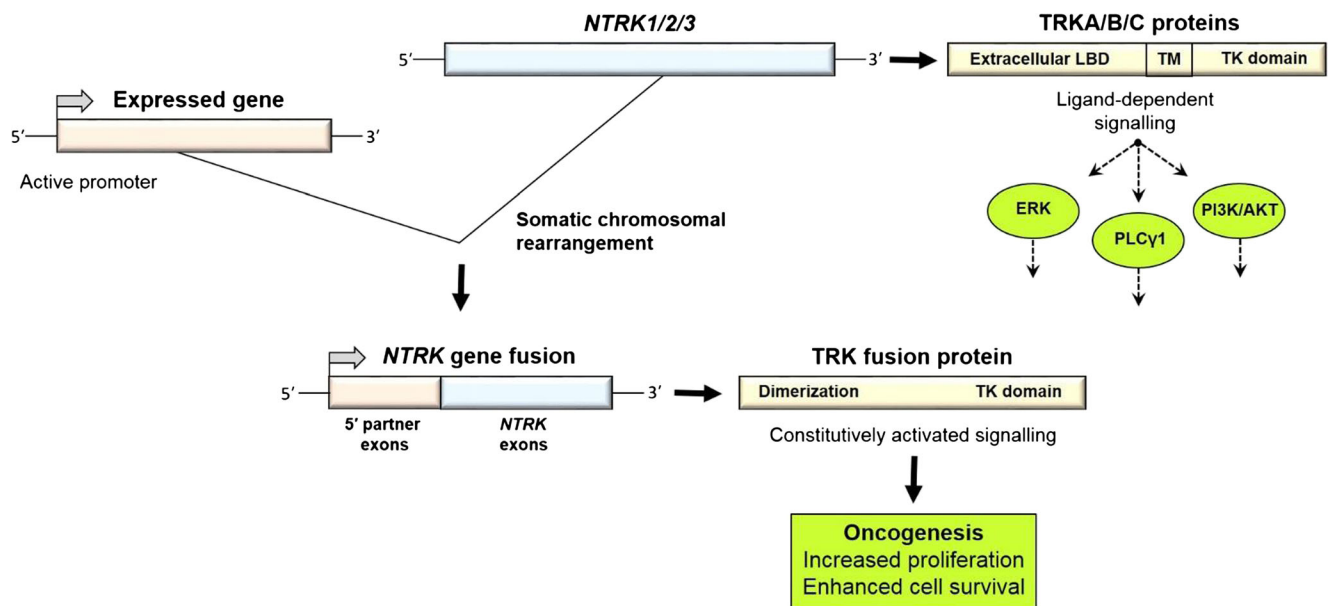 NTRK1/2/3
5′
3′
TRKA/B/C proteins
Extracellular LBD
TM
TK domain
Ligand-dependent
signalling
ERK
PLCγ1
PI3K/AKT
Expressed gene
5′
3′
Active promoter
Somatic chromosomal
rearrangement
NTRK gene fusion
5′
3′
5′ partner
exons
NTRK
exons
TRK fusion protein
Dimerization
TK domain
Constitutively activated signalling
Oncogenesis
Increased proliferation
Enhanced cell survival